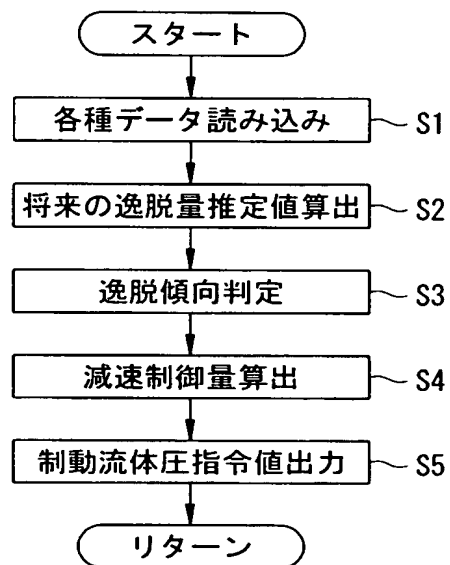 スタート
各種データ読み込み S1
将来の逸脱量推定値算出 S2
逸脱傾向判定 S3
減速制御量算出 S4
制動流体圧指令値出力 S5
リターン